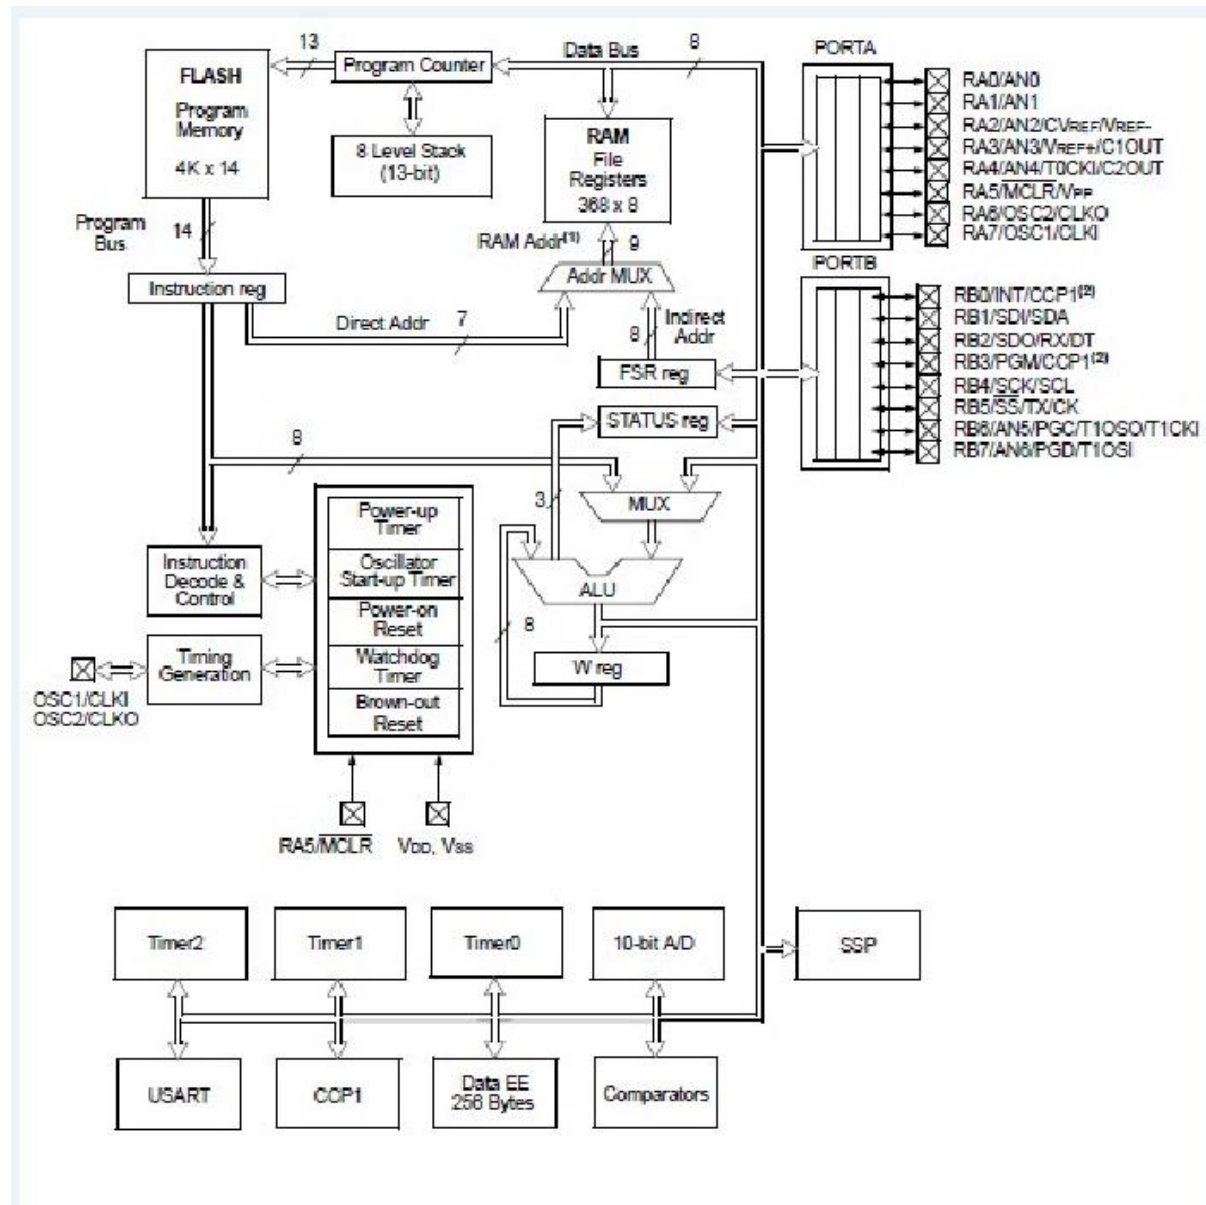 13
Data Bus
8
PORTA
FLASH
Program
Memory
4K x 14
Program Counter
8 Level Stack
(13-bit)
RAM
File
Registers
368 x 8
RA0/AN0
RA1/AN1
RA2/AN2/CVREF/VREF-
RA3/AN3/VREF+/C1OUT
RA4/AN4/T0CKI/C2OUT
RA5/MCLR/VPP
RA6/OSC2/CLKO
RA7/OSC1/CLKI
Program
Bus
14
RAM Addr(1)
9
PORTB
Instruction reg
Addr MUX
Direct Addr
7
8
Indirect
Addr
FSR reg
STATUS reg
RB0/INT/CCP1(2)
RB1/SDI/SDA
RB2/SDO/RX/DT
RB3/PGM/CCP1(2)
RB4/SCK/SCL
RB5/SS/TX/CK
RB6/AN5/PGC/T1OSO/T1CKI
RB7/AN6/PGD/T1OSI
8
3
MUX
Power-up
Timer
Oscillator
Start-up Timer
Power-on
Reset
Watchdog
Timer
Brown-out
Reset
Instruction
Decode &
Control
ALU
8
W reg
Timing
Generation
OSC1/CLKI
OSC2/CLKO
RA5/MCLR
VDD, VSS
Timer2
Timer1
Timer0
10-bit A/D
SSP
USART
CCP1
Data EE
256 Bytes
Comparators